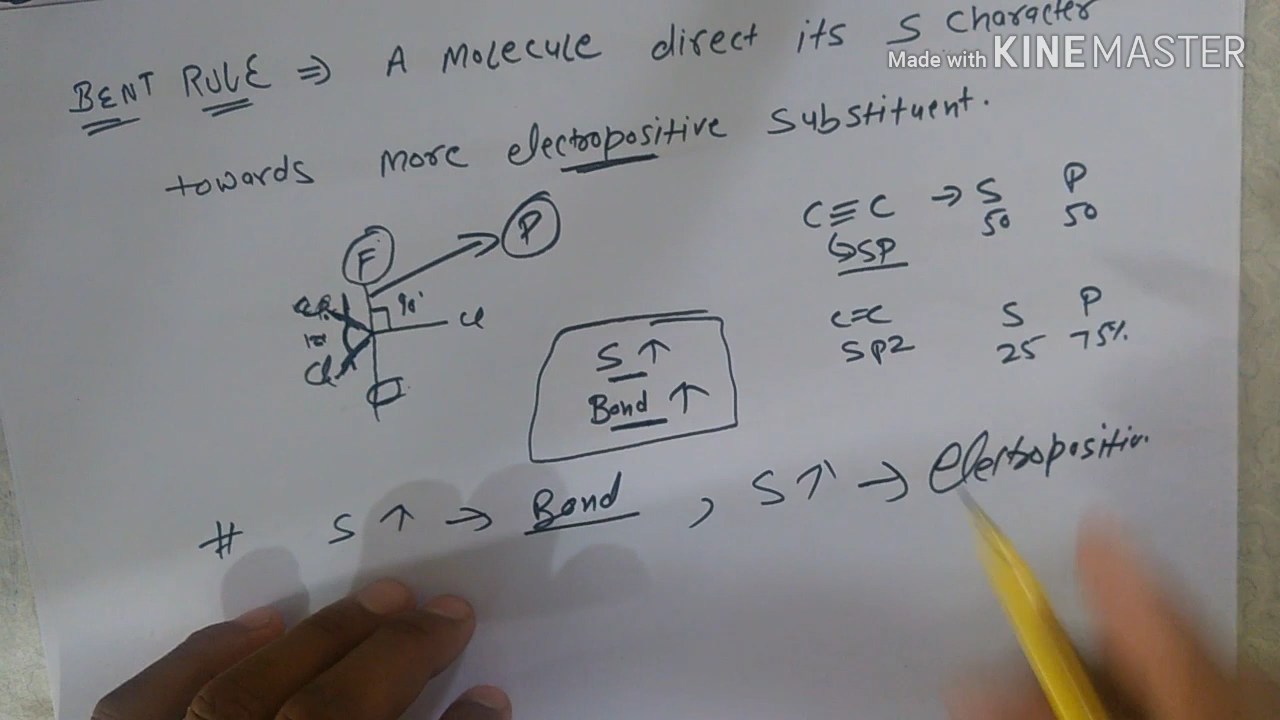 BENT RULE ⇒ A Molecule direct its S Character
Made with KINEMASTER
towards more electropositive substituent.
F
P
90°
Cl
Cl
C≡C → S P
↳SP 50 50
C=C S P
SP2 25 75%
S ↑
Bond ↑
# S ↑ → Bond , S ↑ → Electropositiv.